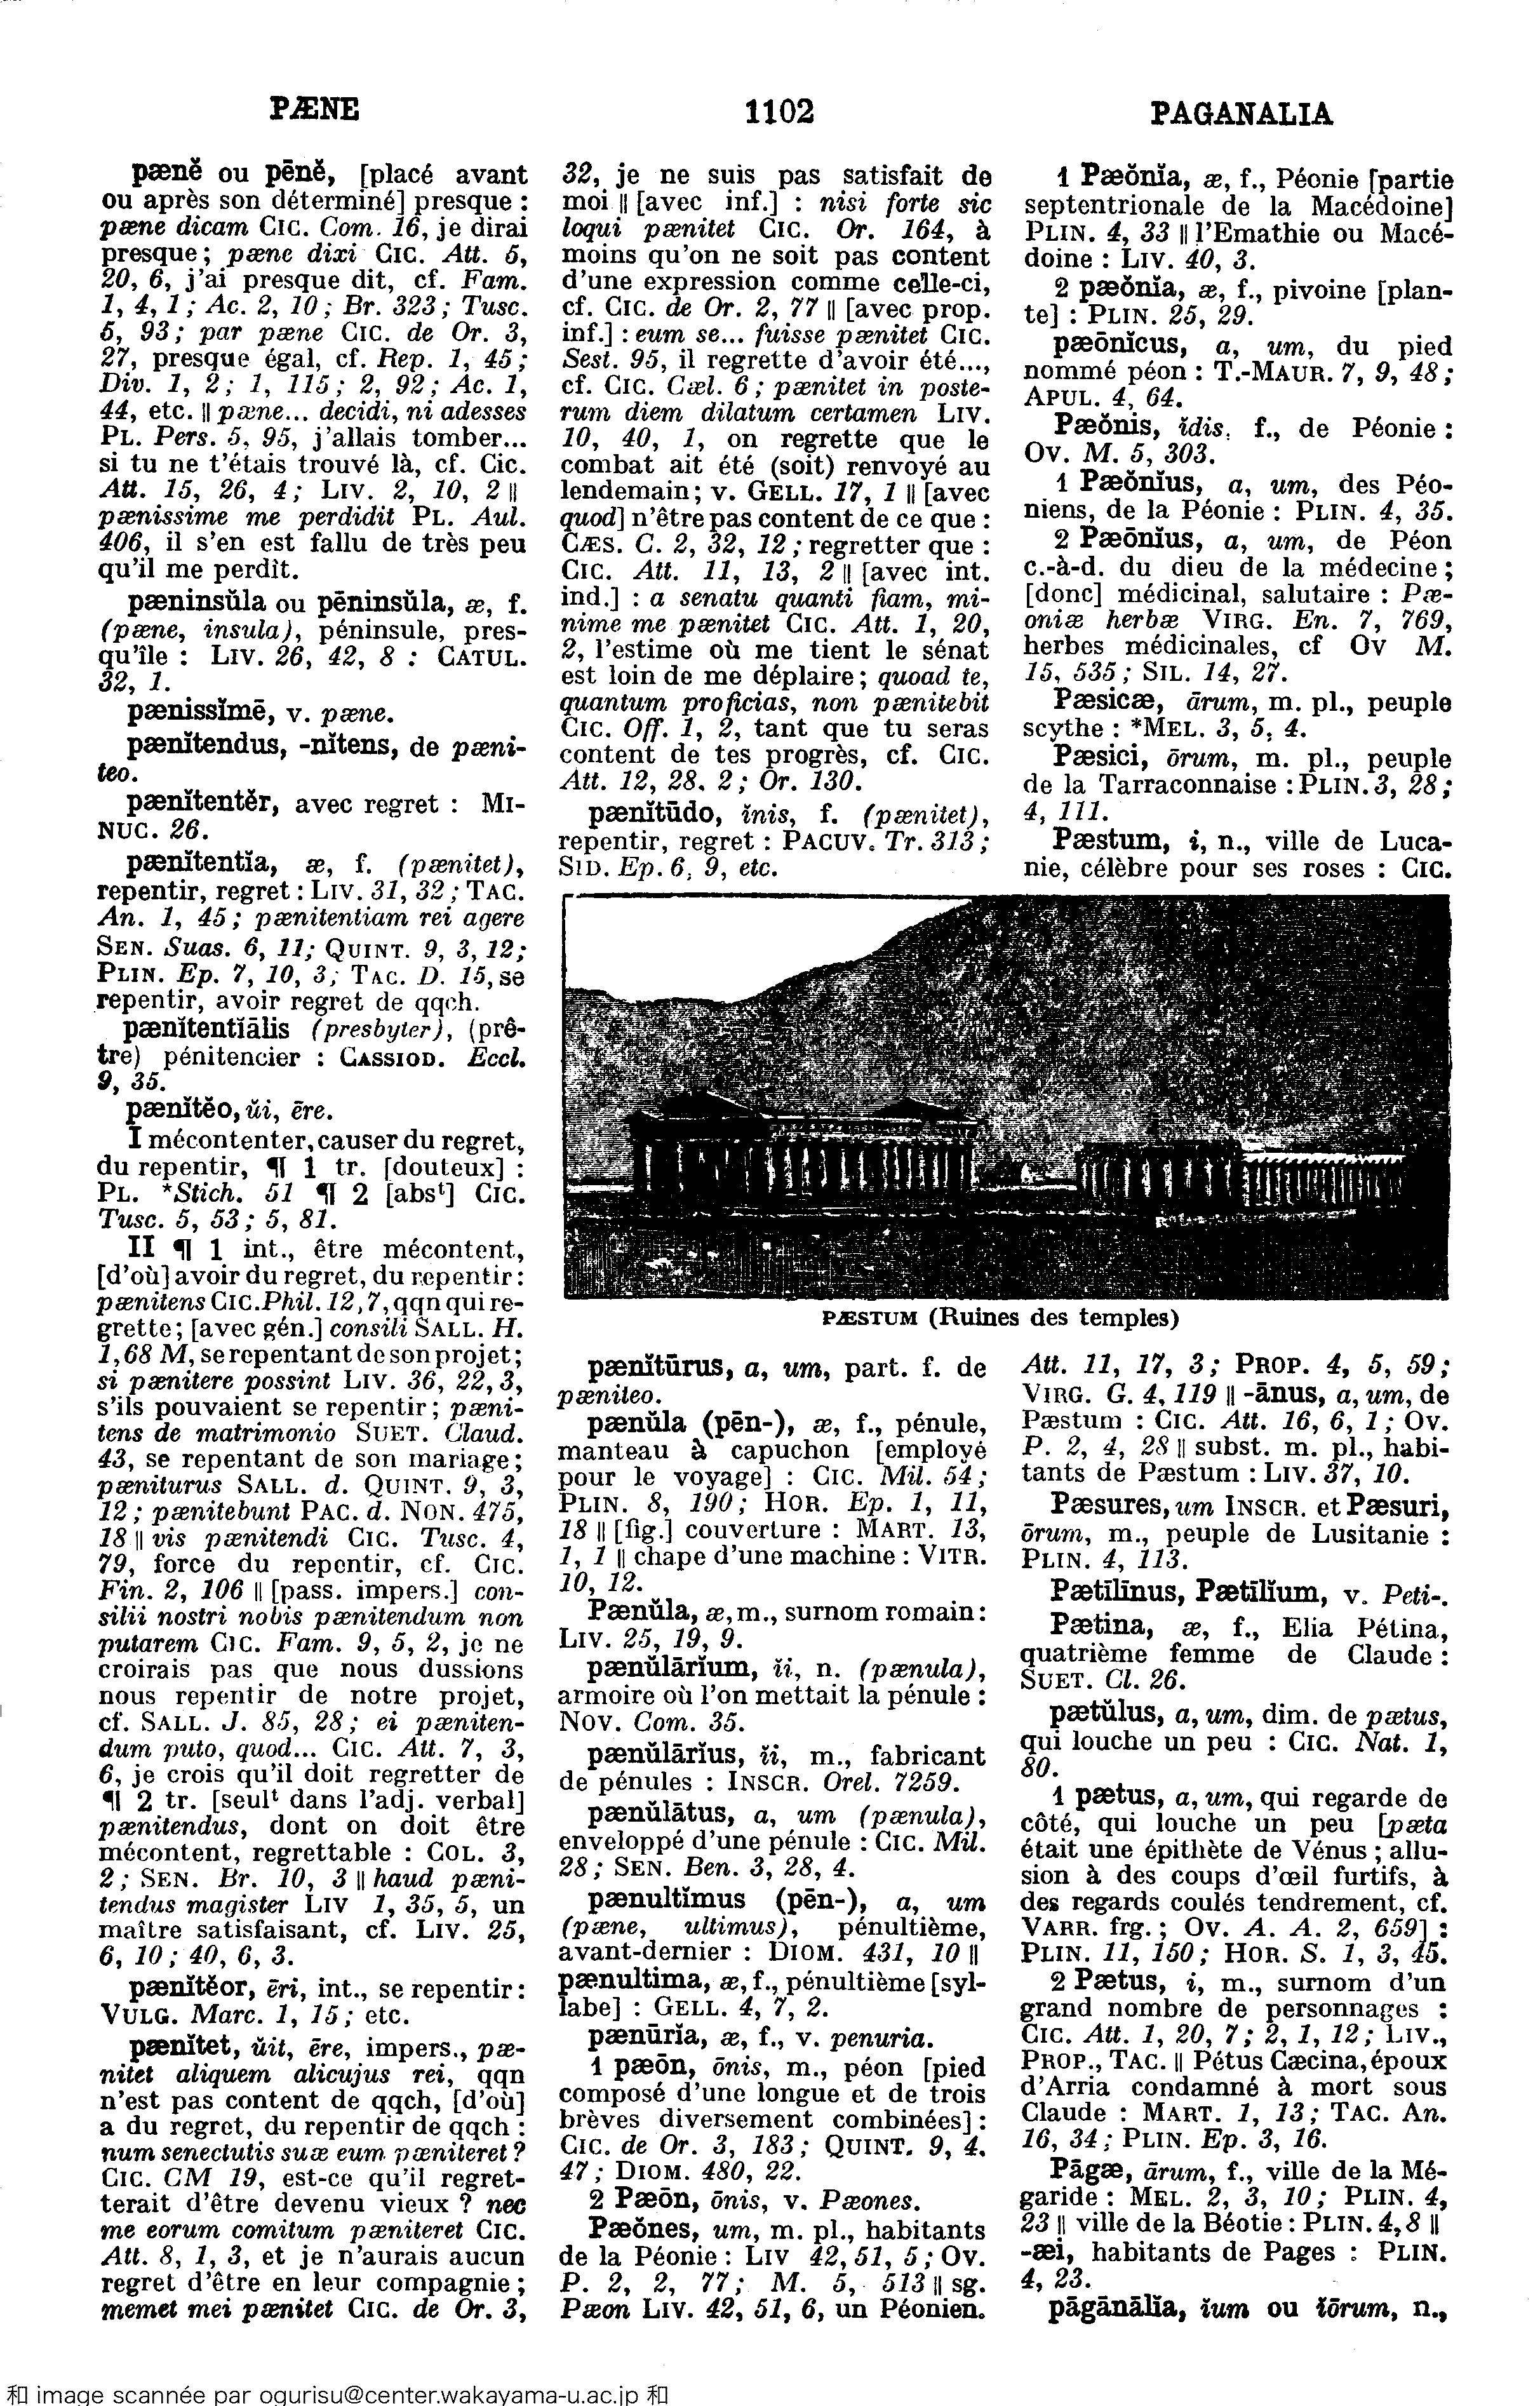 PÆNE
1102
PAGANALIA
pænĕ ou pēnĕ, [placé avant
ou après son déterminé] presque :
pæne dicam CIC. Com. 16, je dirai
presque ; pæne dixi CIC. Att. 5,
20, 6, j'ai presque dit, cf. Fam.
1, 4, 1 ; Ac. 2, 10 ; Br. 323 ; Tusc.
5, 93 ; par pæne CIC. de Or. 3,
27, presque égal, cf. Rep. 1, 45 ;
Div. 1, 2 ; 1, 115 ; 2, 92 ; Ac. 1,
44, etc. || pæne... decidi, ni adesses
PL. Pers. 5, 95, j'allais tomber...
si tu ne t'étais trouvé là, cf. Cic.
Att. 15, 26, 4 ; LIV. 2, 10, 2 ||
pænissime me perdidit PL. Aul.
406, il s'en est fallu de très peu
qu'il me perdît.
pæninsŭla ou pēninsŭla, æ, f.
(pæne, insula), péninsule, pres-
qu'île : LIV. 26, 42, 8 : CATUL.
32, 1.
pænissĭmē, v. pæne.
pænĭtendus, -nĭtens, de pæni-
teo.
pænĭtentĕr, avec regret : MI-
NUC. 26.
pænĭtentĭa, æ, f. (pænitet),
repentir, regret : LIV. 31, 32 ; TAC.
An. 1, 45 ; pænitentiam rei agere
SEN. Suas. 6, 11; QUINT. 9, 3, 12;
PLIN. Ep. 7, 10, 3; TAC. D. 15, se
repentir, avoir regret de qqch.
pænĭtentĭālis (presbyter), (prê-
tre) pénitencier : CASSIOD. Eccl.
9, 35.
pænĭtĕo, ŭi, ēre.
I mécontenter, causer du regret,
du repentir, ¶ 1 tr. [douteux] :
PL. *Stich. 51 ¶ 2 [absᵗ] CIC.
Tusc. 5, 53 ; 5, 81.
II ¶ 1 int., être mécontent,
[d'où] avoir du regret, du repentir :
pænitens CIC. Phil. 12, 7, qqn qui re-
grette ; [avec gén.] consili SALL. H.
1, 68 M, se repentant de son projet ;
si pænitere possint LIV. 36, 22, 3,
s'ils pouvaient se repentir ; pæni-
tens de matrimonio SUET. Claud.
43, se repentant de son mariage ;
pæniturus SALL. d. QUINT. 9, 3,
12 ; pænitebunt PAC. d. NON. 475,
18 || vis pænitendi CIC. Tusc. 4,
79, force du repentir, cf. CIC.
Fin. 2, 106 || [pass. impers.] con-
silii nostri nobis pænitendum non
putarem CIC. Fam. 9, 5, 2, je ne
croirais pas que nous dussions
nous repentir de notre projet,
cf. SALL. J. 85, 28 ; ei pæniten-
dum puto, quod... CIC. Att. 7, 3,
6, je crois qu'il doit regretter de
¶ 2 tr. [seulᵗ dans l'adj. verbal]
pænitendus, dont on doit être
mécontent, regrettable : COL. 3,
2 ; SEN. Br. 10, 3 || haud pæni-
tendus magister LIV 1, 35, 5, un
maître satisfaisant, cf. LIV. 25,
6, 10 ; 40, 6, 3.
pænĭtĕor, ēri, int., se repentir :
VULG. Marc. 1, 15 ; etc.
pænĭtet, ŭit, ēre, impers., pæ-
nitet aliquem alicujus rei, qqn
n'est pas content de qqch, [d'où]
a du regret, du repentir de qqch :
num senectutis suæ eum pæniteret ?
CIC. CM 19, est-ce qu'il regret-
terait d'être devenu vieux ? nec
me eorum comitum pæniteret CIC.
Att. 8, 1, 3, et je n'aurais aucun
regret d'être en leur compagnie ;
memet mei pænitet CIC. de Or. 3,
32, je ne suis pas satisfait de
moi || [avec inf.] : nisi forte sic
loqui pænitet CIC. Or. 164, à
moins qu'on ne soit pas content
d'une expression comme celle-ci,
cf. CIC. de Or. 2, 77 || [avec prop.
inf.] : eum se... fuisse pænitet CIC.
Sest. 95, il regrette d'avoir été...,
cf. CIC. Cæl. 6 ; pænitet in poste-
rum diem dilatum certamen LIV.
10, 40, 1, on regrette que le
combat ait été (soit) renvoyé au
lendemain ; v. GELL. 17, 1 || [avec
quod] n'être pas content de ce que :
CÆS. C. 2, 32, 12 ; regretter que :
CIC. Att. 11, 13, 2 || [avec int.
ind.] : a senatu quanti fiam, mi-
nime me pænitet CIC. Att. 1, 20,
2, l'estime où me tient le sénat
est loin de me déplaire ; quoad te,
quantum proficias, non pænitebit
CIC. Off. 1, 2, tant que tu seras
content de tes progrès, cf. CIC.
Att. 12, 28, 2 ; Or. 130.
pænĭtūdo, ĭnis, f. (pænitet),
repentir, regret : PACUV. Tr. 313 ;
SID. Ep. 6, 9, etc.
1 Pæŏnĭa, æ, f., Péonie [partie
septentrionale de la Macédoine]
PLIN. 4, 33 || l'Emathie ou Macé-
doine : LIV. 40, 3.
2 pæŏnĭa, æ, f., pivoine [plan-
te] : PLIN. 25, 29.
pæōnĭcus, a, um, du pied
nommé péon : T.-MAUR. 7, 9, 48 ;
APUL. 4, 64.
Pæŏnis, ĭdis, f., de Péonie :
OV. M. 5, 303.
1 Pæŏnĭus, a, um, des Péo-
niens, de la Péonie : PLIN. 4, 35.
2 Pæōnĭus, a, um, de Péon
c.-à-d. du dieu de la médecine ;
[donc] médicinal, salutaire : Pæ-
oniæ herbæ VIRG. En. 7, 769,
herbes médicinales, cf OV M.
15, 535 ; SIL. 14, 27.
Pæsicæ, ārum, m. pl., peuple
scythe : *MEL. 3, 5, 4.
Pæsici, ōrum, m. pl., peuple
de la Tarraconnaise : PLIN. 3, 28 ;
4, 111.
Pæstum, i, n., ville de Luca-
nie, célèbre pour ses roses : CIC.
PÆSTUM (Ruines des temples)
pænĭtūrus, a, um, part. f. de
pæniteo.
pænŭla (pēn-), æ, f., pénule,
manteau à capuchon [employé
pour le voyage] : CIC. Mil. 54 ;
PLIN. 8, 190 ; HOR. Ep. 1, 11,
18 || [fig.] couverture : MART. 13,
1, 1 || chape d'une machine : VITR.
10, 12.
Pænŭla, æ, m., surnom romain :
LIV. 25, 19, 9.
pænŭlārĭum, ĭi, n. (pænula),
armoire où l'on mettait la pénule :
NOV. Com. 35.
pænŭlārĭus, ĭi, m., fabricant
de pénules : INSCR. Orel. 7259.
pænŭlātus, a, um (pænula),
enveloppé d'une pénule : CIC. Mil.
28 ; SEN. Ben. 3, 28, 4.
pænultĭmus (pēn-), a, um
(pæne, ultimus), pénultième,
avant-dernier : DIOM. 431, 10 ||
pænultima, æ, f., pénultième [syl-
labe] : GELL. 4, 7, 2.
pænūrĭa, æ, f., v. penuria.
1 pæōn, ōnis, m., péon [pied
composé d'une longue et de trois
brèves diversement combinées] :
CIC. de Or. 3, 183 ; QUINT. 9, 4,
47 ; DIOM. 480, 22.
2 Pæōn, ōnis, v. Pæones.
Pæŏnes, um, m. pl., habitants
de la Péonie : LIV 42, 51, 5 ; OV.
P. 2, 2, 77 ; M. 5, 513 || sg.
Pæon LIV. 42, 51, 6, un Péonien.
Att. 11, 17, 3 ; PROP. 4, 5, 59 ;
VIRG. G. 4, 119 || -ānus, a, um, de
Pæstum : CIC. Att. 16, 6, 1 ; OV.
P. 2, 4, 28 || subst. m. pl., habi-
tants de Pæstum : LIV. 37, 10.
Pæsures, um INSCR. et Pæsuri,
ōrum, m., peuple de Lusitanie :
PLIN. 4, 113.
Pætīlīnus, Pætīlĭum, v. Peti-.
Pætina, æ, f., Elia Pétina,
quatrième femme de Claude :
SUET. Cl. 26.
pætŭlus, a, um, dim. de pætus,
qui louche un peu : CIC. Nat. 1,
80.
1 pætus, a, um, qui regarde de
côté, qui louche un peu [pæta
était une épithète de Vénus ; allu-
sion à des coups d'œil furtifs, à
des regards coulés tendrement, cf.
VARR. frg. ; OV. A. A. 2, 659] :
PLIN. 11, 150 ; HOR. S. 1, 3, 45.
2 Pætus, i, m., surnom d'un
grand nombre de personnages :
CIC. Att. 1, 20, 7 ; 2, 1, 12 ; LIV.,
PROP., TAC. || Pétus Cæcina, époux
d'Arria condamné à mort sous
Claude : MART. 1, 13 ; TAC. An.
16, 34 ; PLIN. Ep. 3, 16.
Pāgæ, ārum, f., ville de la Mé-
garide : MEL. 2, 3, 10 ; PLIN. 4,
23 || ville de la Béotie : PLIN. 4, 8 ||
-æi, habitants de Pages : PLIN.
4, 23.
pāgānālĭa, ĭum ou ĭōrum, n.,
和 image scannée par ogurisu@center.wakayama-u.ac.jp 和